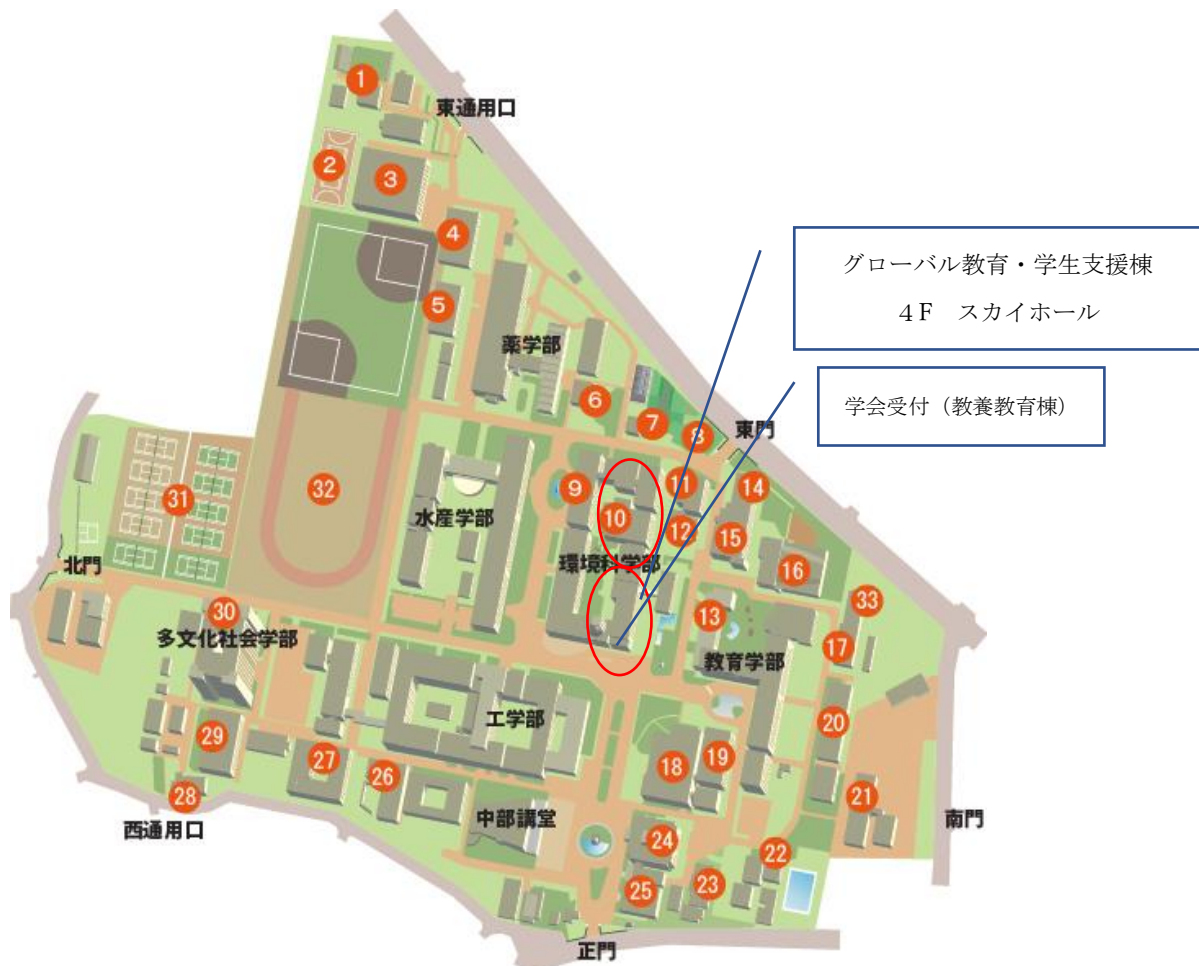 1
東通用口
2
3
4
グローバル教育・学生支援棟
4F スカイホール
5
薬学部
6
学会受付（教養教育棟）
7
8
東門
9
11
14
31
32
水産学部
10
12
15
環境科学部
16
北門
30
多文化社会学部
13
33
17
教育学部
29
工学部
20
27
26
18
19
28
西通用口
中部講堂
21
南門
24
22
25
23
正門